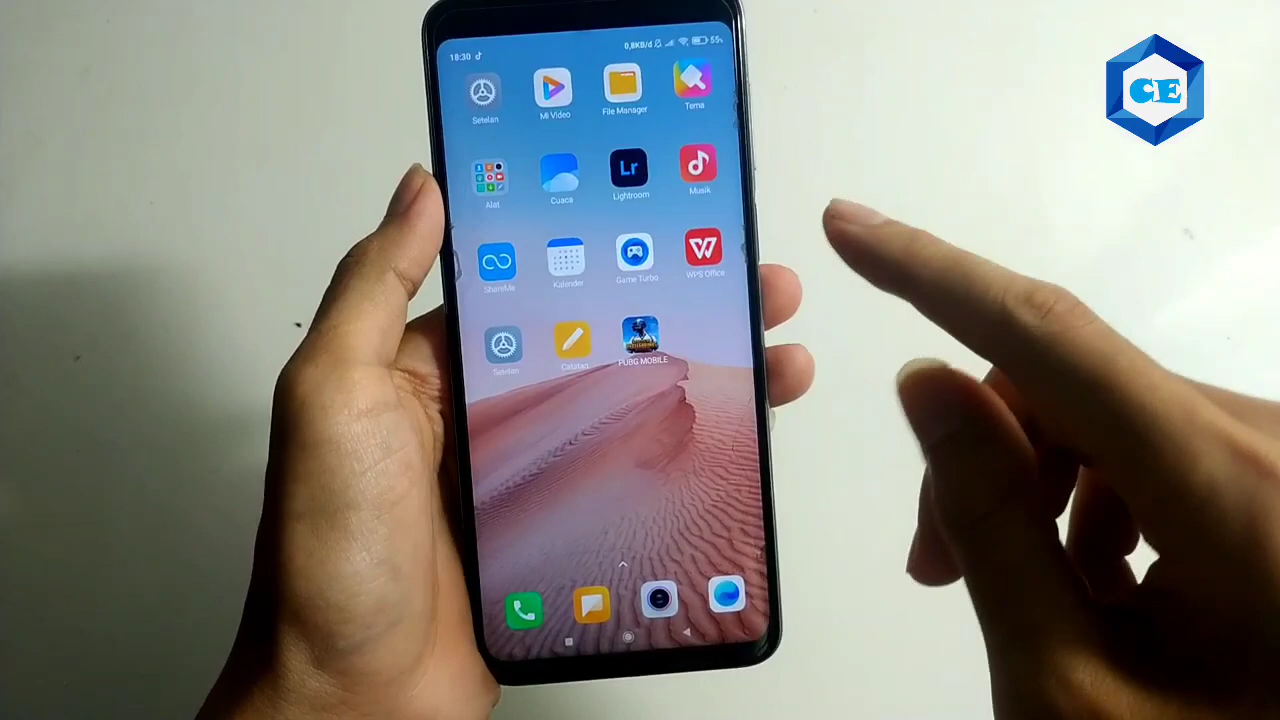 18:30
0,8KB/d
55%
Setelan
Mi Video
File Manager
Tema
Alat
Cuaca
Lr
Lightroom
Musik
ShareMe
Kalender
Game Turbo
WPS Office
Setelan
Catatan
PUBG MOBILE
CE